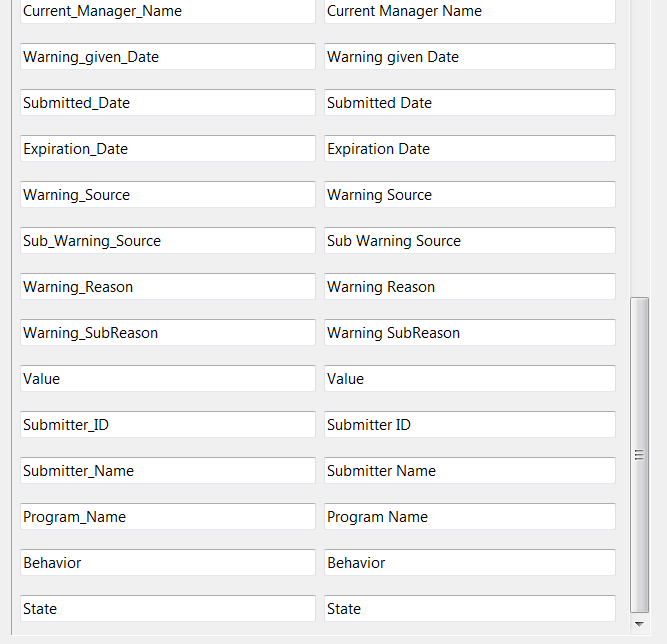 Current_Manager_Name Current Manager Name
Warning_given_Date Warning given Date
Submitted_Date Submitted Date
Expiration_Date Expiration Date
Warning_Source Warning Source
Sub_Warning_Source Sub Warning Source
Warning_Reason Warning Reason
Warning_SubReason Warning SubReason
Value Value
Submitter_ID Submitter ID
Submitter_Name Submitter Name
Program_Name Program Name
Behavior Behavior
State State